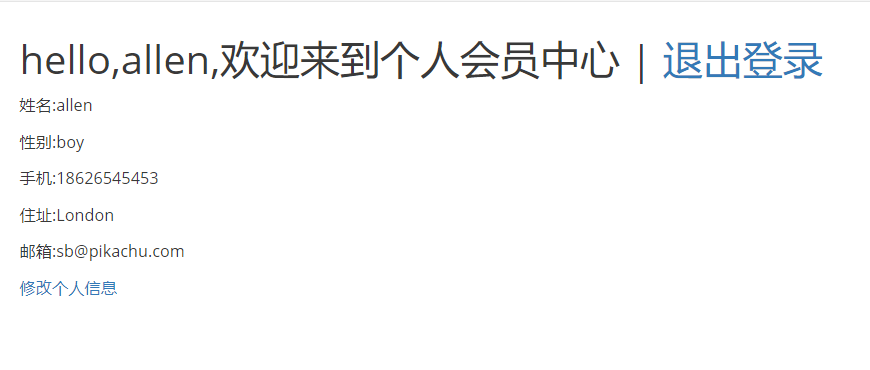 hello,allen,欢迎来到个人会员中心 | 退出登录
姓名:allen
性别:boy
手机:18626545453
住址:London
邮箱:sb@pikachu.com
修改个人信息